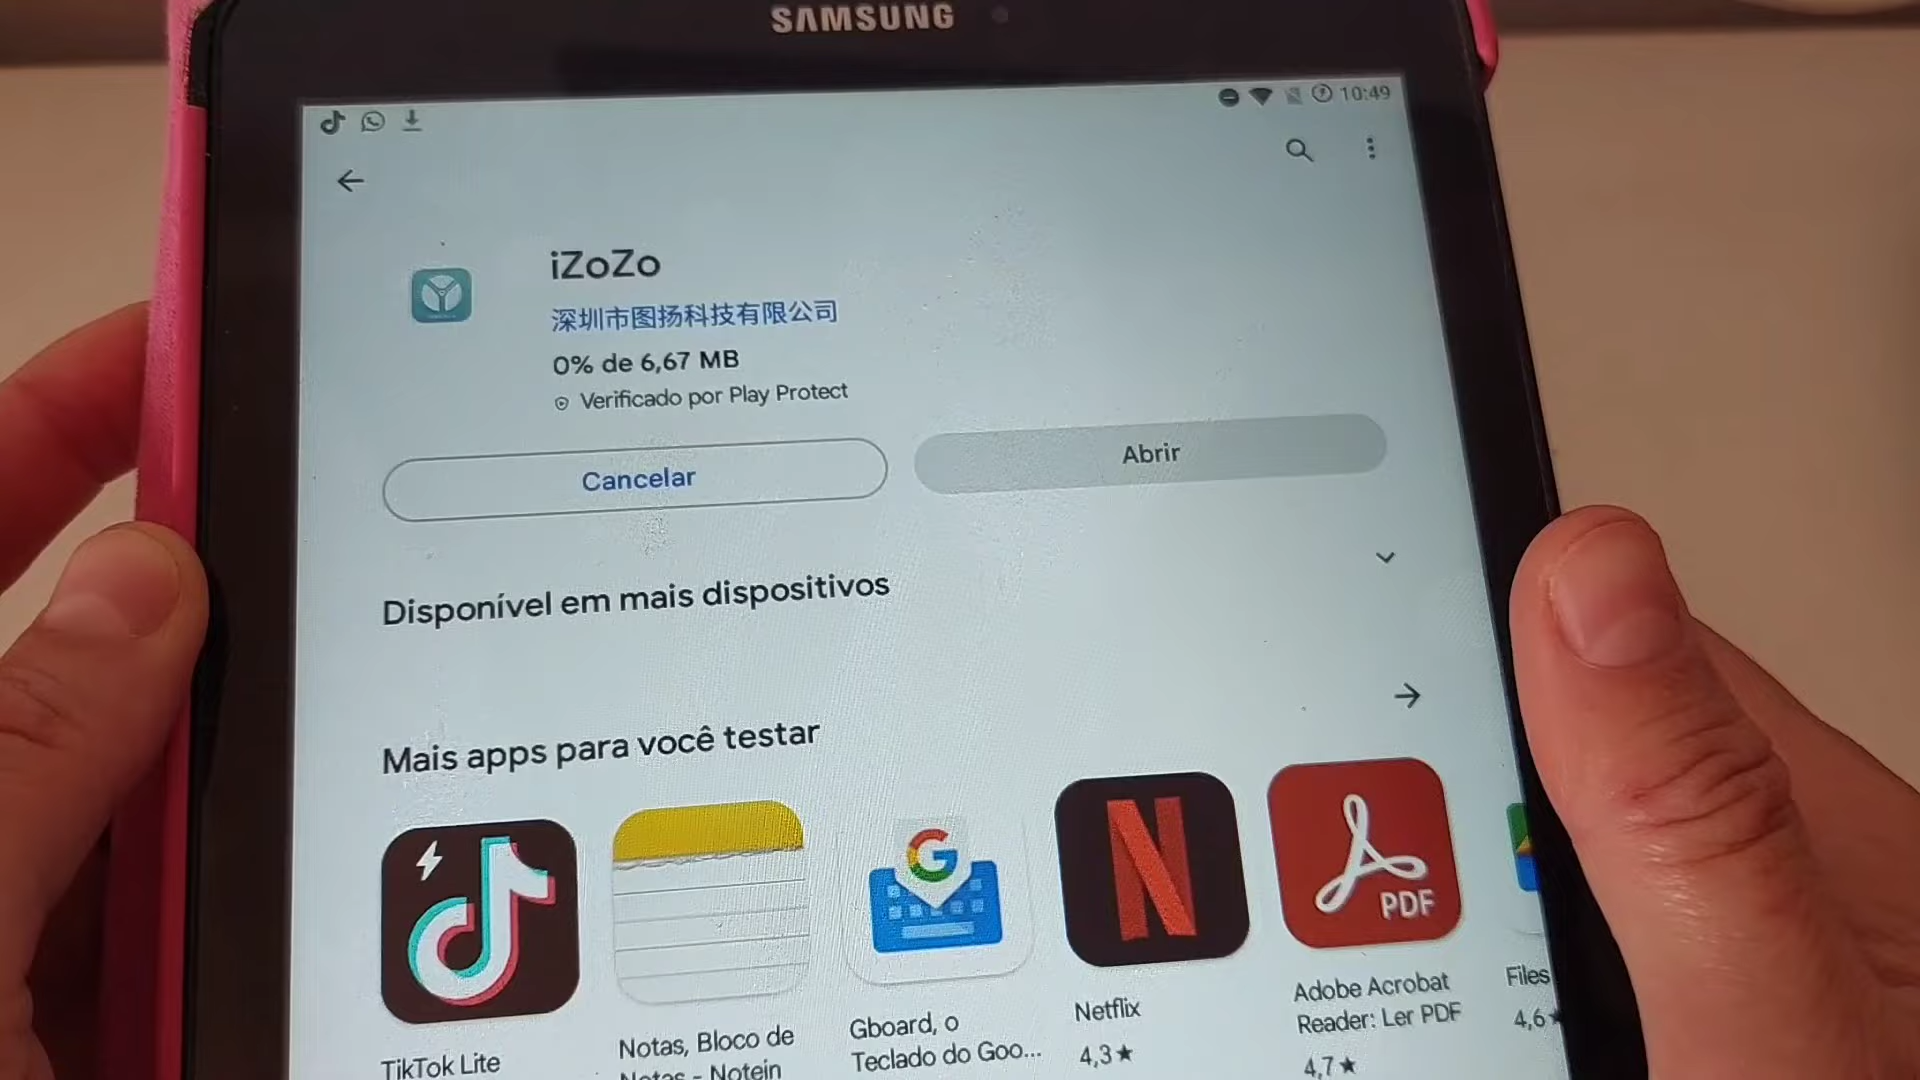 SAMSUNG
10:49
iZoZo
深圳市图扬科技有限公司
0% de 6,67 MB
Verificado por Play Protect
Cancelar
Abrir
Disponível em mais dispositivos
Mais apps para você testar
PDF
TikTok Lite
Notas, Bloco de
Notas - Notein
Gboard, o
Teclado do Goo...
Netflix
4,3★
Adobe Acrobat
Reader: Ler PDF
4,7★
Files
4,6★